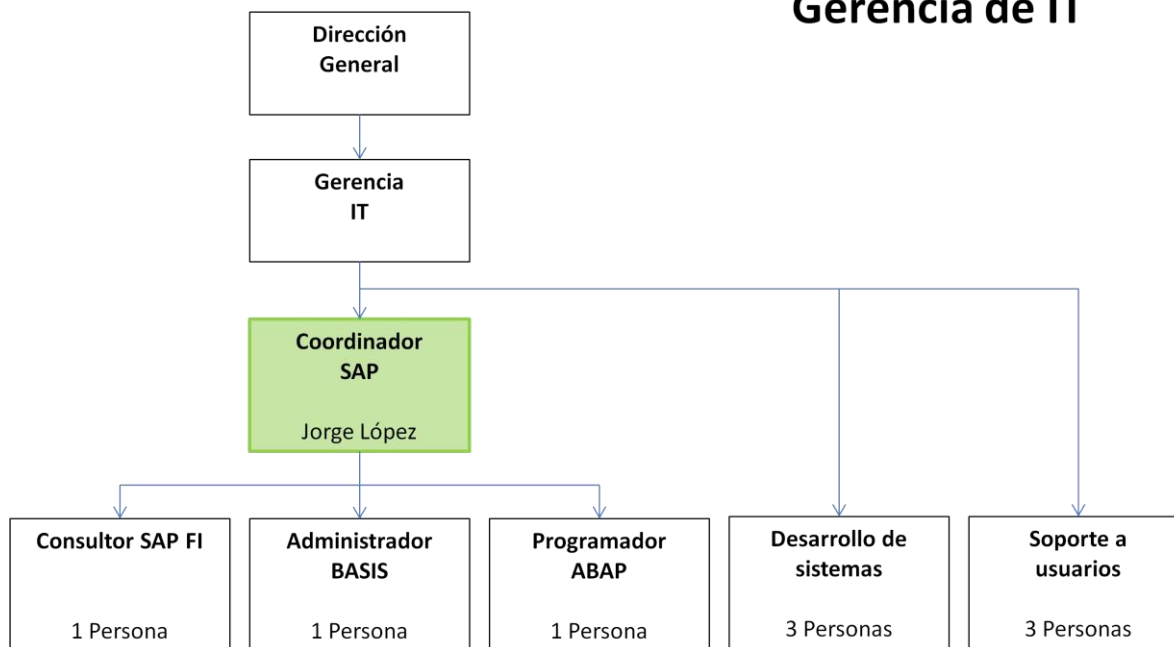 Gerencia de IT
Dirección
General
Gerencia
IT
Coordinador
SAP
Jorge López
Consultor SAP FI
1 Persona
Administrador
BASIS
1 Persona
Programador
ABAP
1 Persona
Desarrollo de
sistemas
3 Personas
Soporte a
usuarios
3 Personas